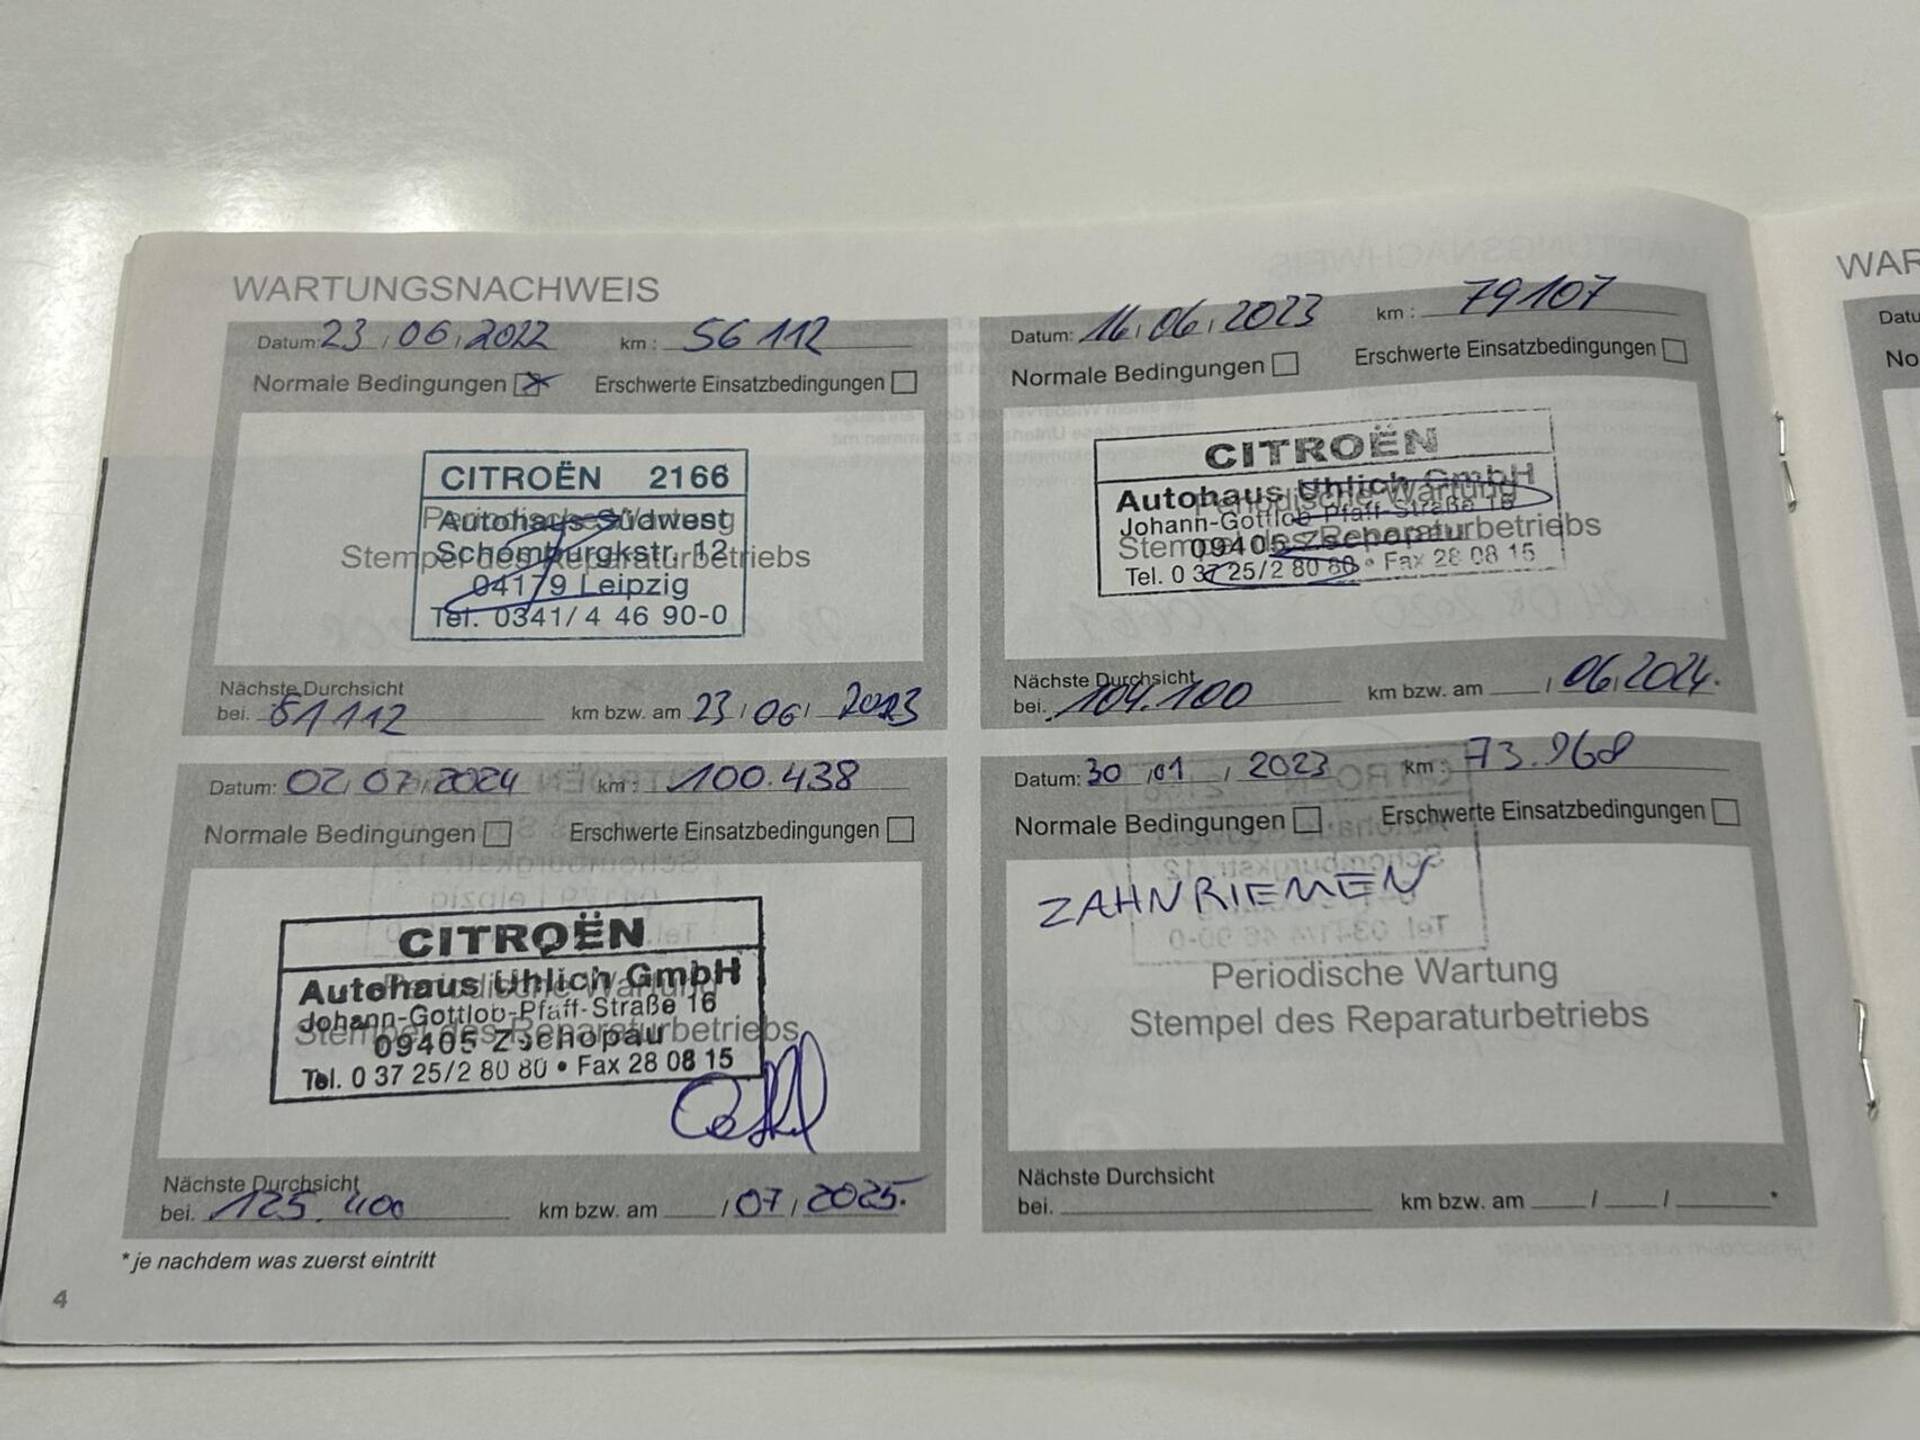 WARTUNGSNACHWEIS
Datum: 23 / 06 / 2022 km : 56 112
Normale Bedingungen Erschwerte Einsatzbedingungen
CITROËN 2166
Periodische Wartung
Autohaus Südwest
Stempel des Reparaturbetriebs
Schomburgkstr. 12
04179 Leipzig
Tel. 0341/ 4 46 90-0
Nächste Durchsicht
bei. 81 112 km bzw. am 23 / 06 / 2023
Datum: 16 / 06 / 2023 km : 79107
Normale Bedingungen Erschwerte Einsatzbedingungen
CITROËN
Autohaus Uhlich GmbH
Periodische Wartung
Johann-Gottlob-Pfaff-Straße 16
Stempel des Reparaturbetriebs
09405 Zschopau
Tel. 0 37 25/2 80 80 • Fax 28 08 15
Nächste Durchsicht
bei. 104.100 km bzw. am / 06 / 2024.
Datum: 02 / 07 / 2024 km : 100.438
Normale Bedingungen Erschwerte Einsatzbedingungen
CITROËN
Autohaus Uhlich GmbH
Periodische Wartung
Johann-Gottlob-Pfaff-Straße 16
Stempel des Reparaturbetriebs
09405 Zschopau
Tel. 0 37 25/2 80 80 • Fax 28 08 15
Nächste Durchsicht
bei. 125.400 km bzw. am / 07 / 2025.
Datum: 30 / 01 / 2023 km : 73.968
Normale Bedingungen Erschwerte Einsatzbedingungen
ZAHNRIEMEN
Periodische Wartung
Stempel des Reparaturbetriebs
Nächste Durchsicht
bei. km bzw. am / / *
* je nachdem was zuerst eintritt
4
WAR
Datu
No